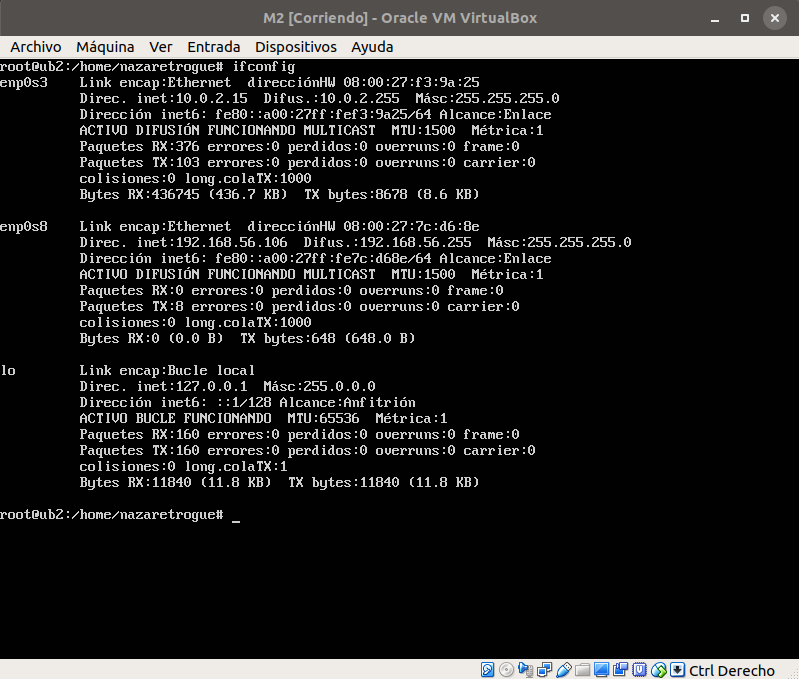 M2 [Corriendo] - Oracle VM VirtualBox
Archivo Máquina Ver Entrada Dispositivos Ayuda
root@ub2:/home/nazaretrogue# ifconfig
enp0s3 Link encap:Ethernet direcciónHW 08:00:27:f3:9a:25
Direc. inet:10.0.2.15 Difus.:10.0.2.255 Másc:255.255.255.0
Dirección inet6: fe80::a00:27ff:fef3:9a25/64 Alcance:Enlace
ACTIVO DIFUSIÓN FUNCIONANDO MULTICAST MTU:1500 Métrica:1
Paquetes RX:376 errores:0 perdidos:0 overruns:0 frame:0
Paquetes TX:103 errores:0 perdidos:0 overruns:0 carrier:0
colisiones:0 long.colaTX:1000
Bytes RX:436745 (436.7 KB) TX bytes:8678 (8.6 KB)
enp0s8 Link encap:Ethernet direcciónHW 08:00:27:7c:d6:8e
Direc. inet:192.168.56.106 Difus.:192.168.56.255 Másc:255.255.255.0
Dirección inet6: fe80::a00:27ff:fe7c:d68e/64 Alcance:Enlace
ACTIVO DIFUSIÓN FUNCIONANDO MULTICAST MTU:1500 Métrica:1
Paquetes RX:0 errores:0 perdidos:0 overruns:0 frame:0
Paquetes TX:8 errores:0 perdidos:0 overruns:0 carrier:0
colisiones:0 long.colaTX:1000
Bytes RX:0 (0.0 B) TX bytes:648 (648.0 B)
lo Link encap:Bucle local
Direc. inet:127.0.0.1 Másc:255.0.0.0
Dirección inet6: ::1/128 Alcance:Anfitrión
ACTIVO BUCLE FUNCIONANDO MTU:65536 Métrica:1
Paquetes RX:160 errores:0 perdidos:0 overruns:0 frame:0
Paquetes TX:160 errores:0 perdidos:0 overruns:0 carrier:0
colisiones:0 long.colaTX:1
Bytes RX:11840 (11.8 KB) TX bytes:11840 (11.8 KB)
root@ub2:/home/nazaretrogue# _
Ctrl Derecho